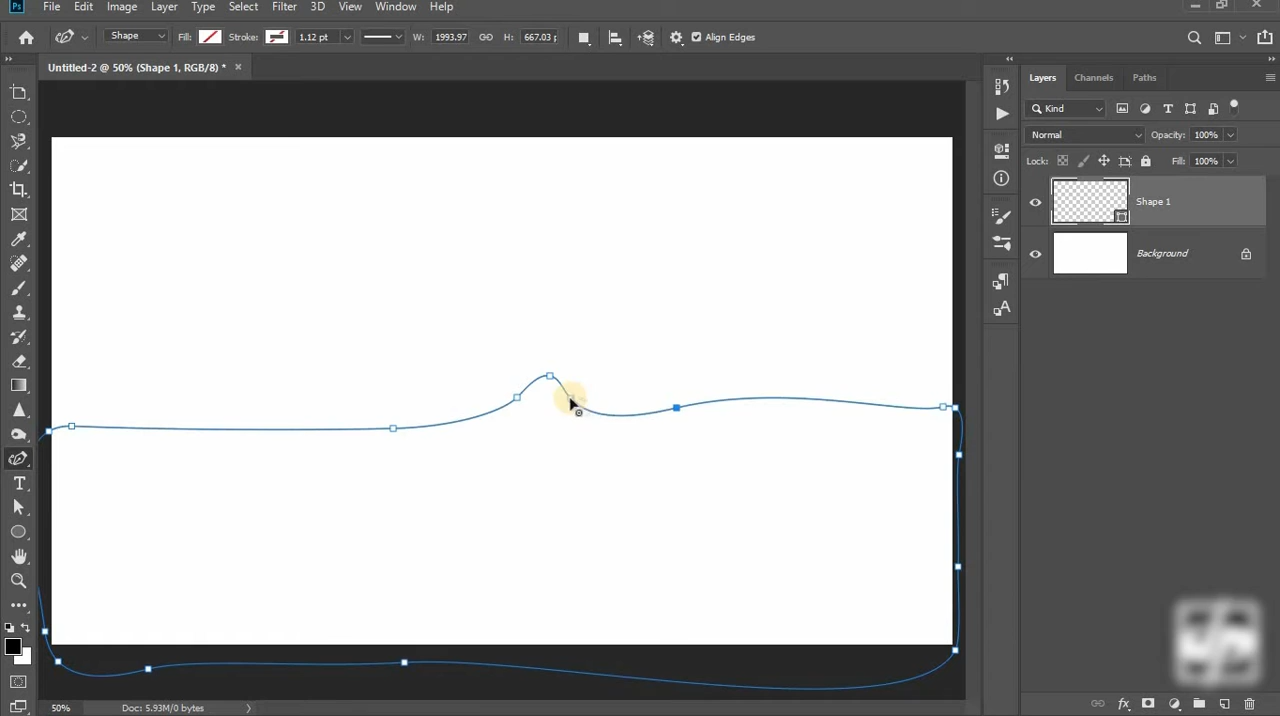 Ps File Edit Image Layer Type Select Filter 3D View Window Help
Shape Fill: Stroke: 1.12 pt W: 1993.97 H: 667.03 p Align Edges
Untitled-2 @ 50% (Shape 1, RGB/8) * ×
Layers Channels Paths
Kind
Normal Opacity: 100%
Lock: Fill: 100%
Shape 1
Background
50% Doc: 5.93M/0 bytes